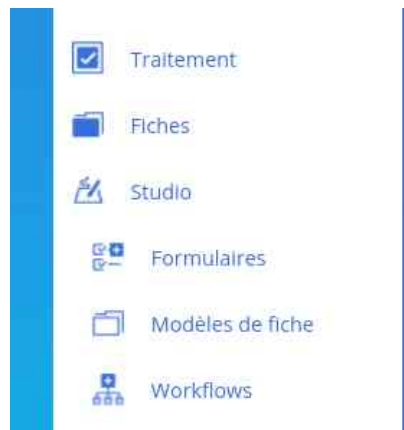 Traitement
Fiches
Studio
Formulaires
Modèles de fiche
Workflows